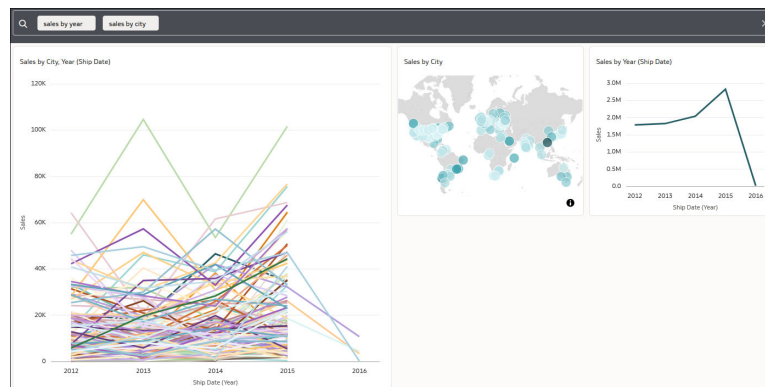 sales by year
sales by city
Sales by City, Year (Ship Date)
120K
100K
80K
60K
40K
20K
0
Sales
2012 2013 2014 2015 2016
Ship Date (Year)
Sales by City
Sales by Year (Ship Date)
3.0M
2.5M
2.0M
1.5M
1.0M
0.5M
0.0
Sales
2012 2013 2014 2015 2016
Ship Date (Year)